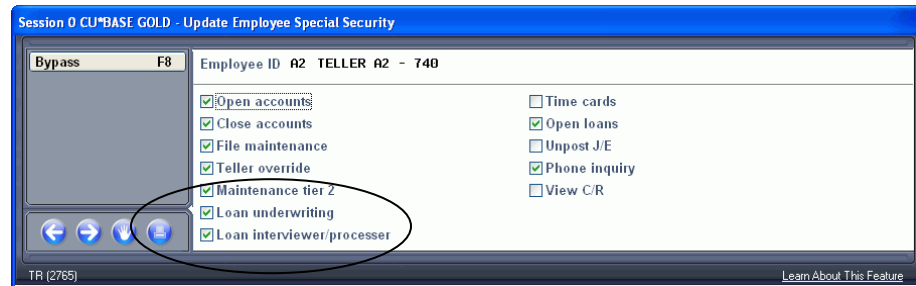 Session 0 CU*BASE GOLD - Update Employee Special Security
Bypass F8
Employee ID A2 TELLER A2 - 740
Open accounts
Close accounts
File maintenance
Teller override
Maintenance tier 2
Loan underwriting
Loan interviewer/processer
Time cards
Open loans
Unpost J/E
Phone inquiry
View C/R
TR (2765)
Learn About This Feature